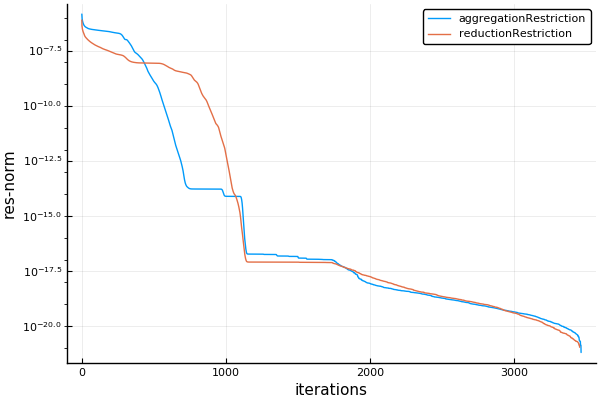 aggregationRestriction
reductionRestriction
10^-7.5
10^-10.0
10^-12.5
10^-15.0
10^-17.5
10^-20.0
res-norm
0 1000 2000 3000
iterations